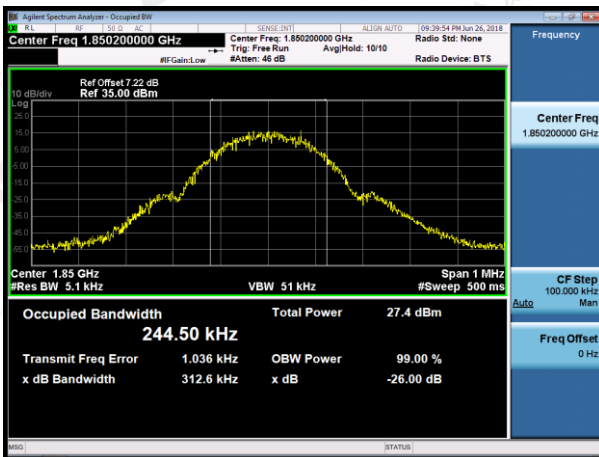 Agilent Spectrum Analyzer - Occupied BW
RL RF 50 Ω AC SENSE:INT ALIGN AUTO 09:39:54 PM Jun 26, 2018
Center Freq 1.850200000 GHz
Center Freq: 1.850200000 GHz Radio Std: None
Trig: Free Run Avg|Hold: 10/10
#IFGain:Low #Atten: 46 dB Radio Device: BTS
Ref Offset 7.22 dB
10 dB/div Ref 35.00 dBm
Log
25.0
15.0
5.00
-5.00
-15.0
-25.0
-35.0
-45.0
-55.0
Center 1.85 GHz Span 1 MHz
#Res BW 5.1 kHz VBW 51 kHz #Sweep 500 ms
Occupied Bandwidth Total Power 27.4 dBm
244.50 kHz
Transmit Freq Error 1.036 kHz OBW Power 99.00 %
x dB Bandwidth 312.6 kHz x dB -26.00 dB
MSG STATUS
Frequency
Center Freq
1.850200000 GHz
CF Step
100.000 kHz
Auto Man
Freq Offset
0 Hz